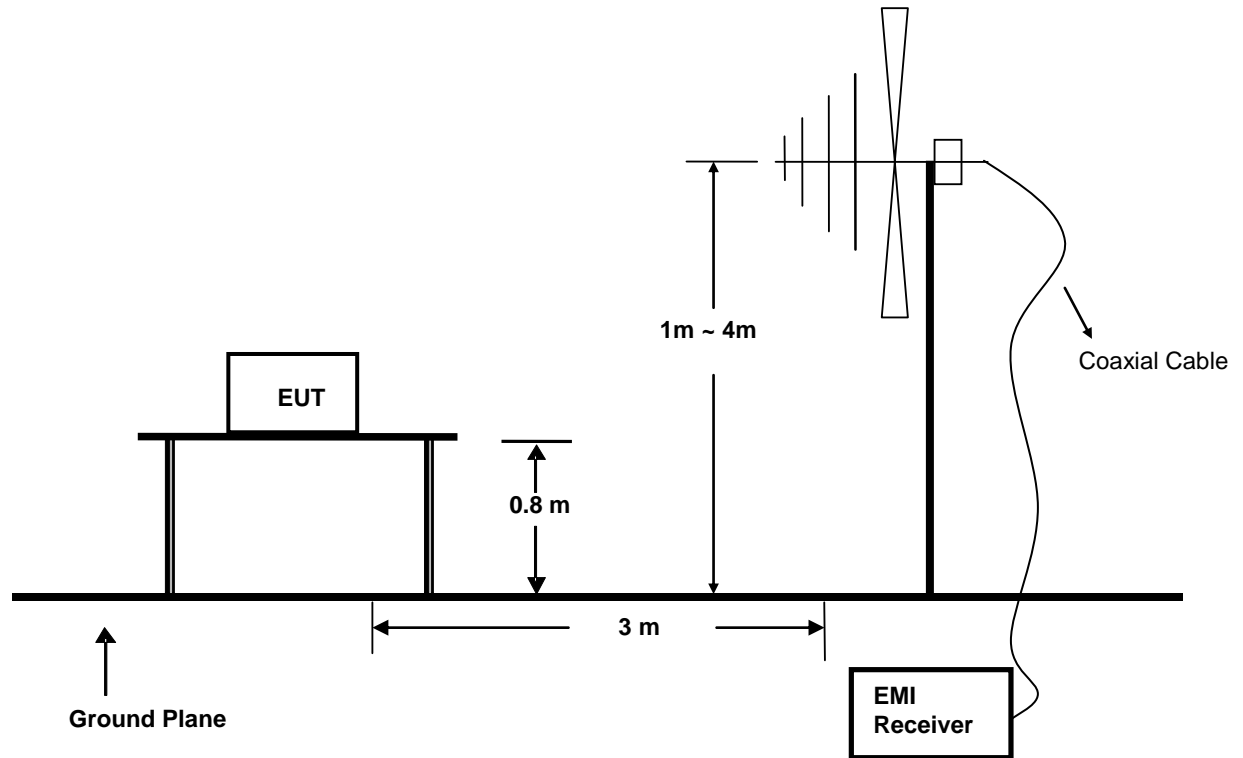 1m ~ 4m
Coaxial Cable
EUT
0.8 m
3 m
Ground Plane
EMI
Receiver